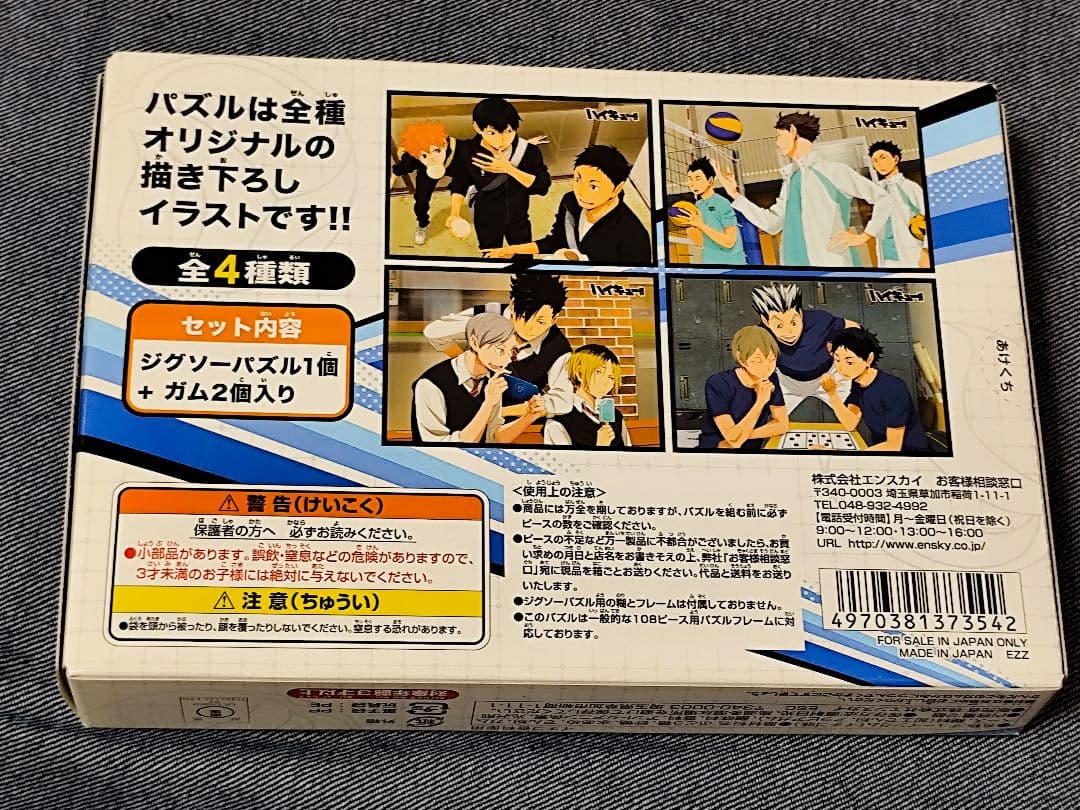 パズルは全種
オリジナルの
描き下ろし
イラストです!!
全4種類
セット内容
ジグソーパズル1個
+ ガム2個入り
ハイキュー!!
ハイキュー!!
ハイキュー!!
ハイキュー!!
あけくち
⚠警告(けいこく)
保護者の方へ 必ずお読みください。
●小部品があります。誤飲・窒息などの危険がありますので、
3才未満のお子様には絶対に与えないでください。
⚠注意(ちゅうい)
●袋を頭から被ったり、顔を覆ったりしないでください。窒息する恐れがあります。
<使用上の注意>
●商品には万全を期しておりますが、パズルを組む前に必ず
ピースの数をご確認ください。
●ピースの不足など万一製品に不都合がございましたら、お買
い求めの月日と店名をお書きその上、弊社「お客様相談窓
口」宛に現品を箱ごとお送りください。代品と送料をお送り
いたします。
●ジグソーパズル用の糊とフレームは付属しておりません。
●このパズルは一般的な108ピース用パズルフレームに対
応しております。
株式会社エンスカイ お客様相談窓口
〒340-0003 埼玉県草加市稲荷1-11-1
TEL.048-932-4992
【電話受付時間】月~金曜日(祝日を除く)
9:00~12:00・13:00~16:00
URL http://www.ensky.co.jp/
4970381373542
FOR SALE IN JAPAN ONLY
MADE IN JAPAN EZZ
対象年齢3才以上